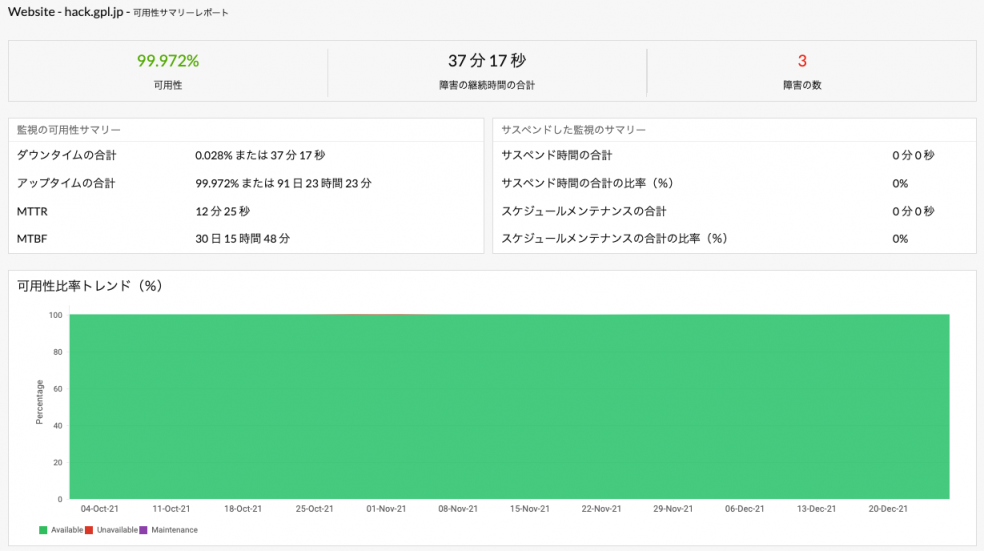 Website - hack.gpl.jp - 可用性サマリーレポート
99.972%
可用性
37 分 17 秒
障害の継続時間の合計
3
障害の数
監視の可用性サマリー
ダウンタイムの合計 0.028% または 37 分 17 秒
アップタイムの合計 99.972% または 91 日 23 時間 23 分
MTTR 12 分 25 秒
MTBF 30 日 15 時間 48 分
サスペンドした監視のサマリー
サスペンド時間の合計 0 分 0 秒
サスペンド時間の合計の比率（%） 0%
スケジュールメンテナンスの合計 0 分 0 秒
スケジュールメンテナンスの合計の比率（%） 0%
可用性比率トレンド（%）
Percentage
100
80
60
40
20
0
04-Oct-21 11-Oct-21 18-Oct-21 25-Oct-21 01-Nov-21 08-Nov-21 15-Nov-21 22-Nov-21 29-Nov-21 06-Dec-21 13-Dec-21 20-Dec-21
Available Unavailable Maintenance